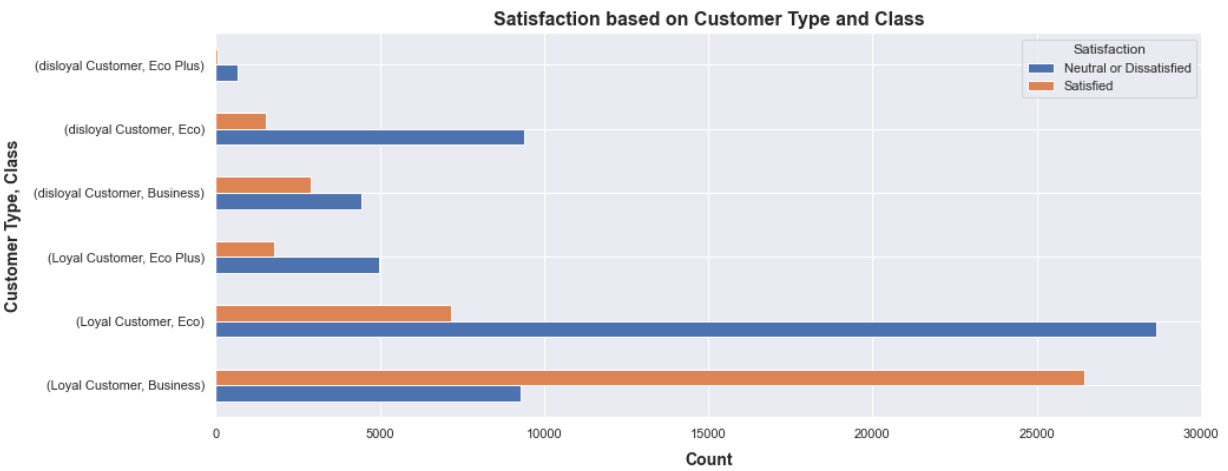 Satisfaction based on Customer Type and Class
Satisfaction
Neutral or Dissatisfied
Satisfied
Customer Type, Class
(disloyal Customer, Eco Plus)
(disloyal Customer, Eco)
(disloyal Customer, Business)
(Loyal Customer, Eco Plus)
(Loyal Customer, Eco)
(Loyal Customer, Business)
0 5000 10000 15000 20000 25000 30000
Count